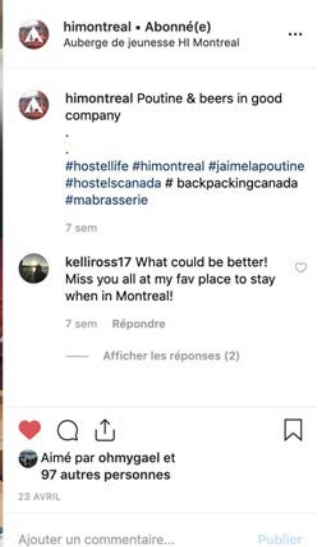 himontreal • Abonné(e)
Auberge de jeunesse HI Montreal
himontreal Poutine & beers in good
company
.
.
#hostellife #himontreal #jaimelapoutine
#hostelscanada # backpackingcanada
#mabrasserie
7 sem
kelliross17 What could be better!
Miss you all at my fav place to stay
when in Montreal!
7 sem Répondre
Afficher les réponses (2)
Aimé par ohmygael et
97 autres personnes
23 AVRIL
Ajouter un commentaire... Publier